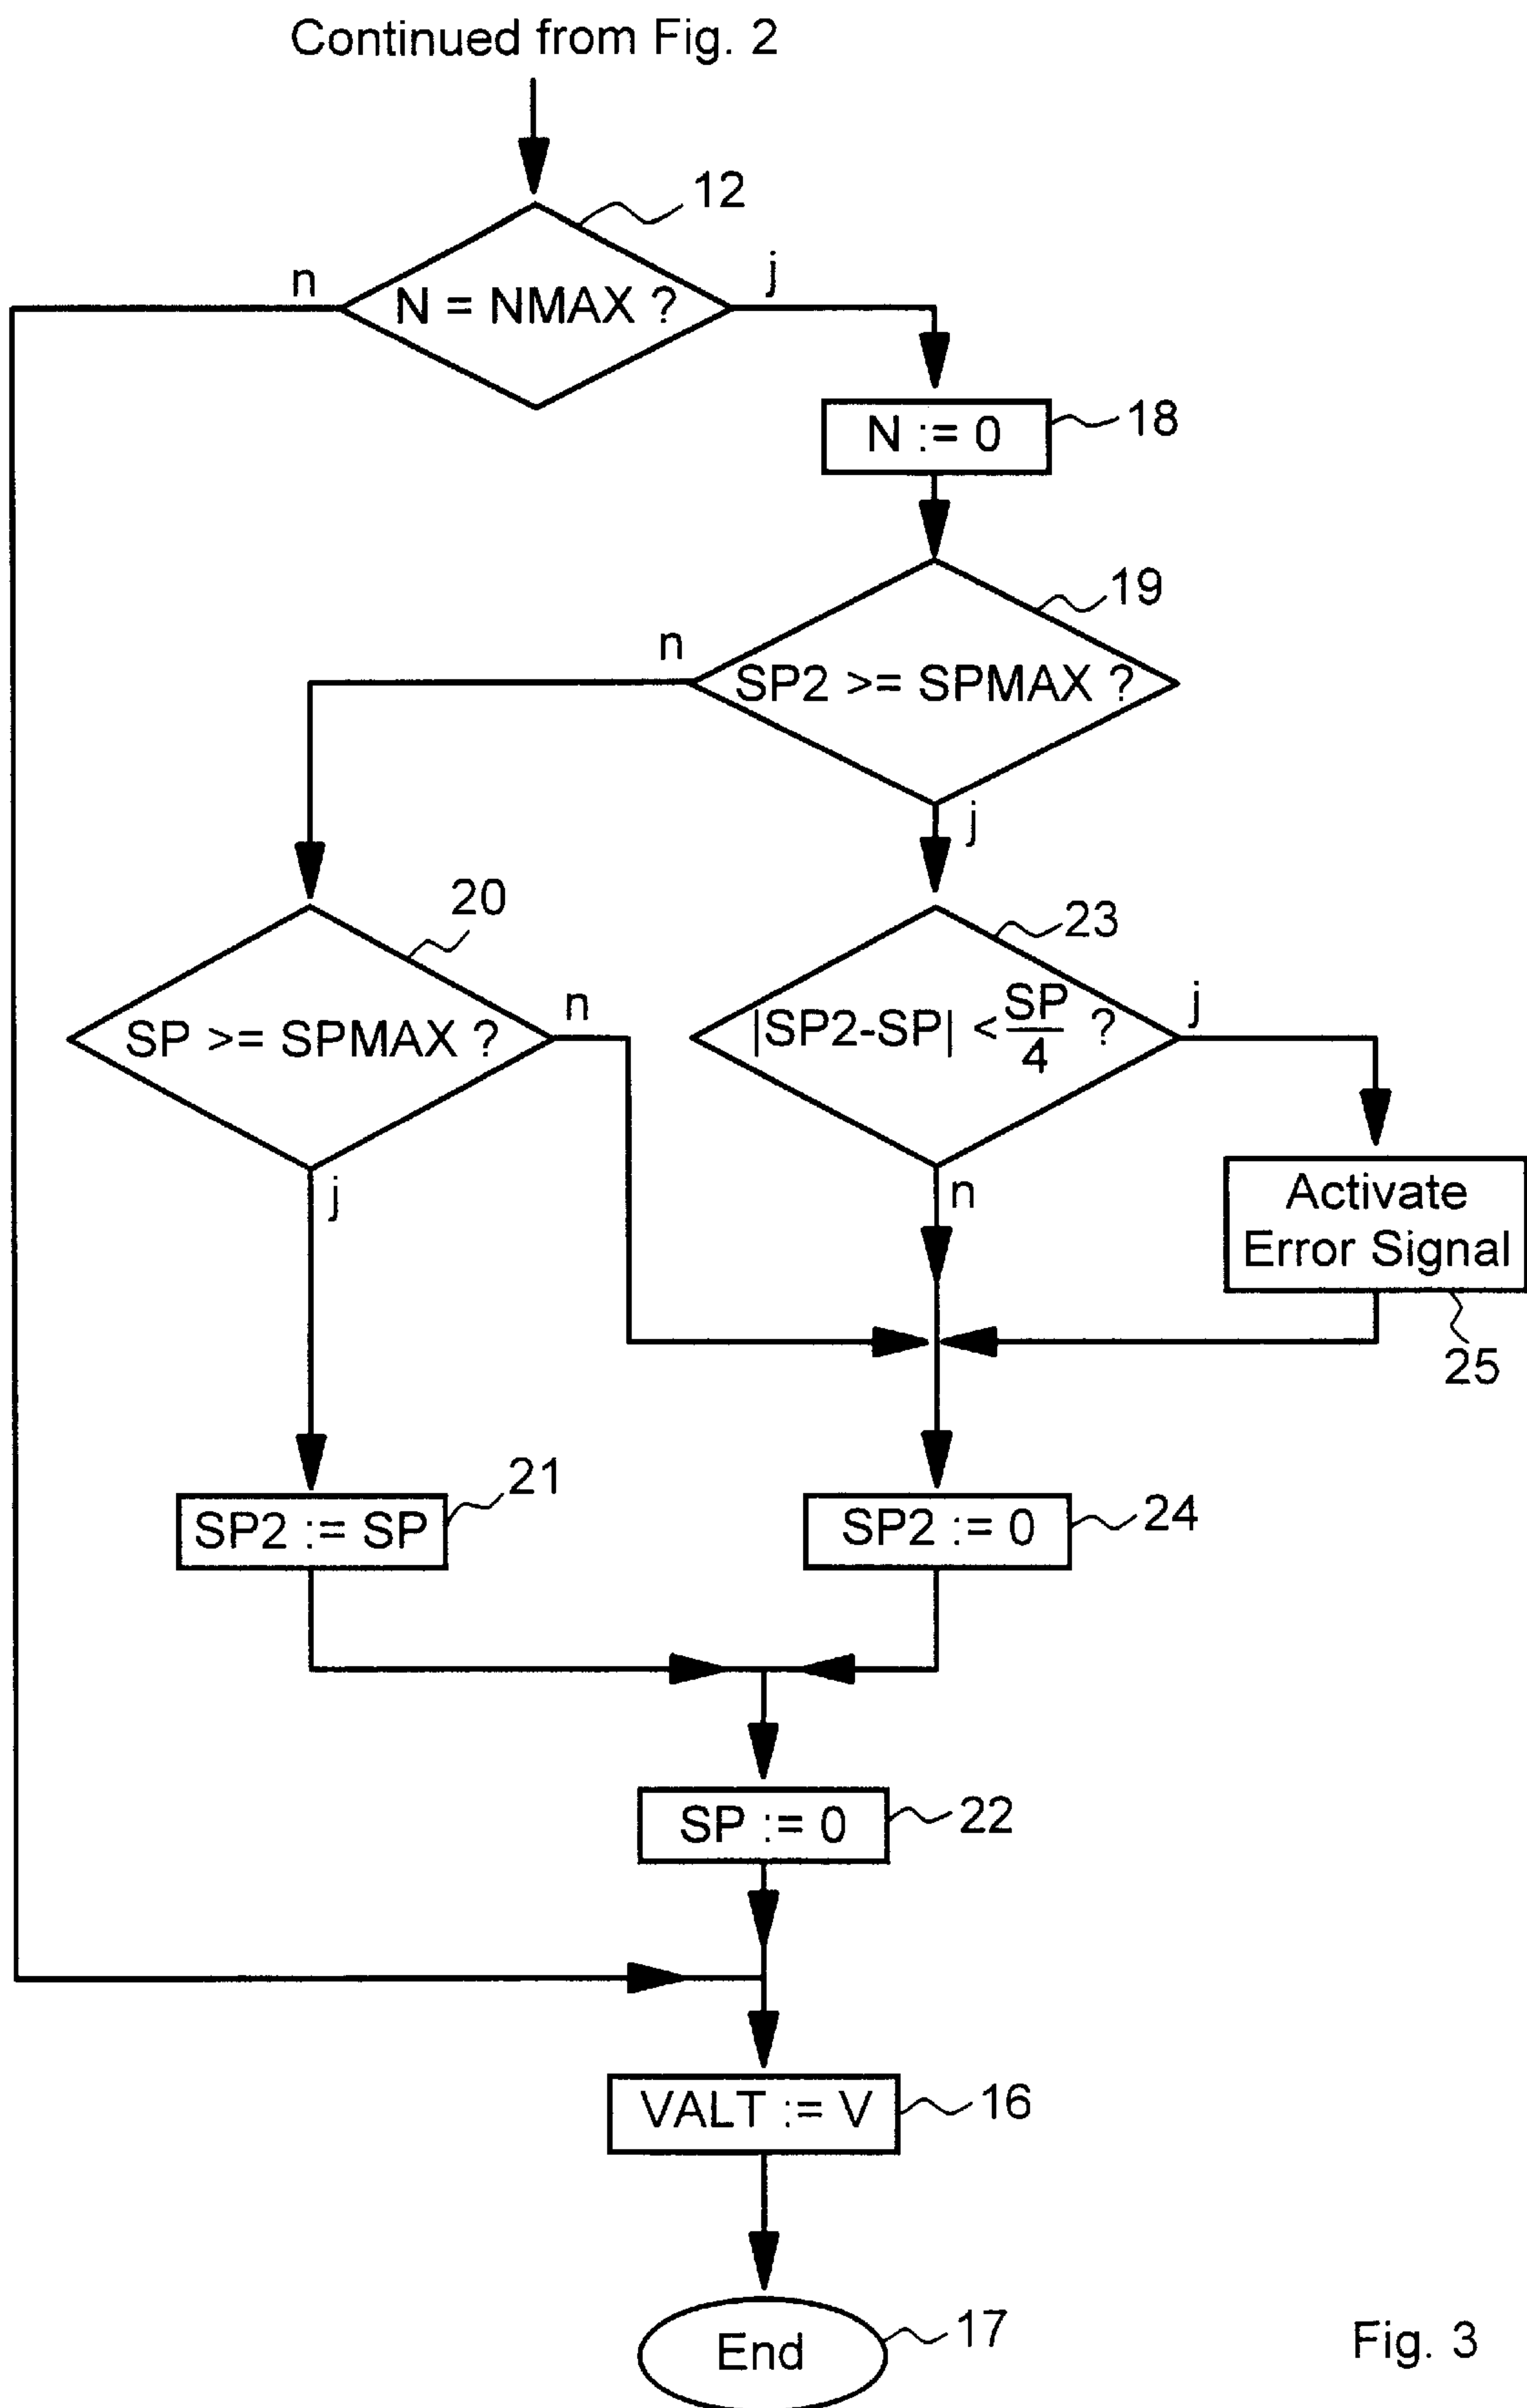 Continued from Fig. 2
12
n
j
N = NMAX ?
N := 0
18
19
n
SP2 >= SPMAX ?
j
20
23
SP >= SPMAX ?
n
|SP2-SP| < SP/4 ?
j
j
n
Activate
Error Signal
25
21
SP2 := SP
SP2 := 0
24
SP := 0
22
VALT := V
16
End
17
Fig. 3